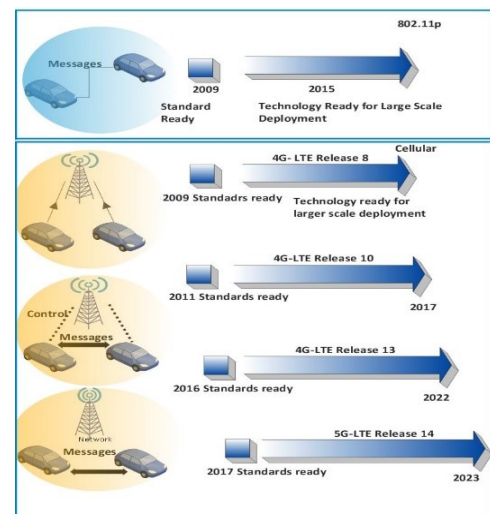 802.11p
Messages
2009
2015
Standard
Ready
Technology Ready for Large Scale
Deployment
Cellular
4G- LTE Release 8
2009 Standadrs ready
Technology ready for
larger scale deployment
4G-LTE Release 10
2011 Standards ready
2017
Control
Messages
4G-LTE Release 13
2016 Standards ready
2022
Network
Messages
5G-LTE Release 14
2017 Standards ready
2023